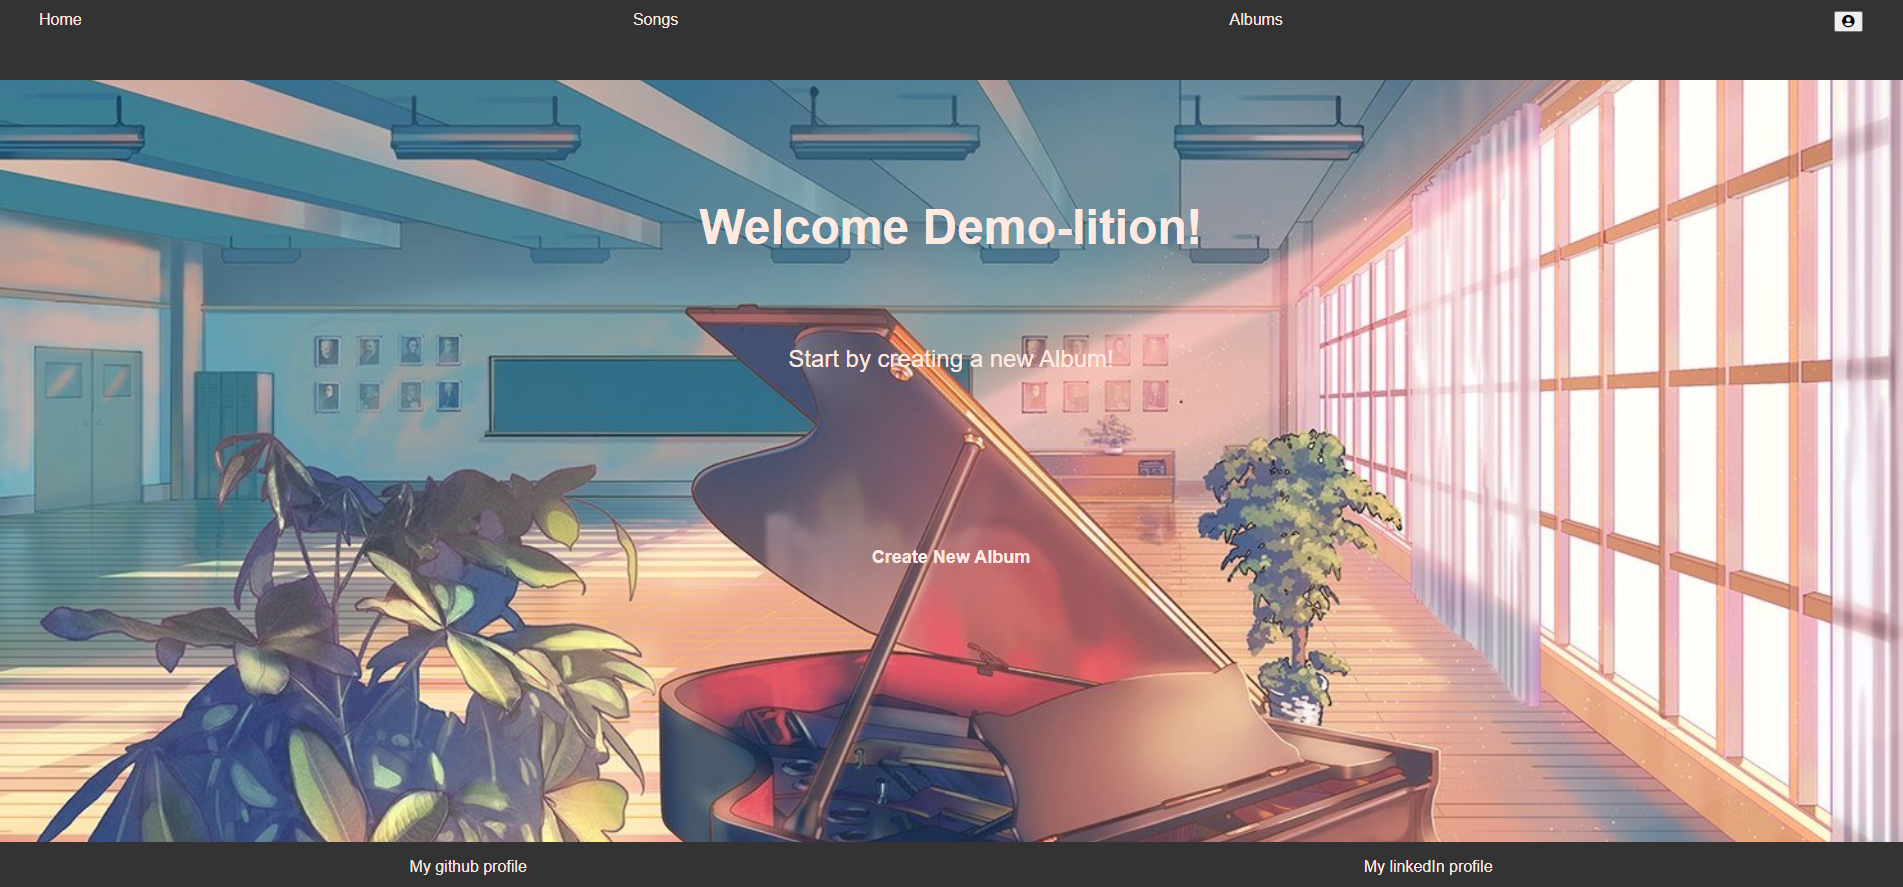 Home
Songs
Albums
Welcome Demo-lition!
Start by creating a new Album!
Create New Album
My github profile
My linkedIn profile